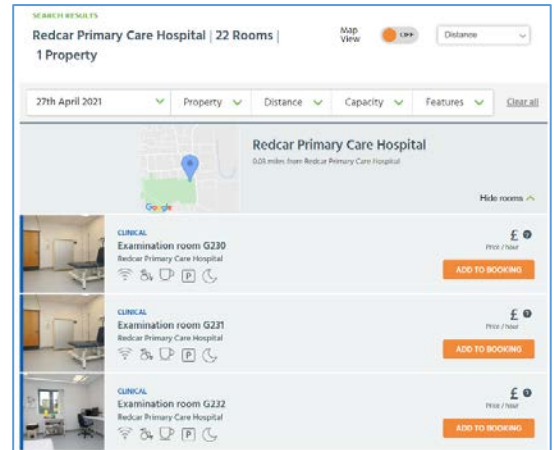 SEARCH RESULTS
Redcar Primary Care Hospital | 22 Rooms |
1 Property
Map
View
OFF
Distance
27th April 2021
Property
Distance
Capacity
Features
Clear all
Redcar Primary Care Hospital
0.03 miles from Redcar Primary Care Hospital
Google
Hide rooms
CLINICAL
Examination room G230
Redcar Primary Care Hospital
P
£ ?
Price / hour
ADD TO BOOKING
CLINICAL
Examination room G231
Redcar Primary Care Hospital
P
£ ?
Price / hour
ADD TO BOOKING
CLINICAL
Examination room G232
Redcar Primary Care Hospital
P
£ ?
Price / hour
ADD TO BOOKING